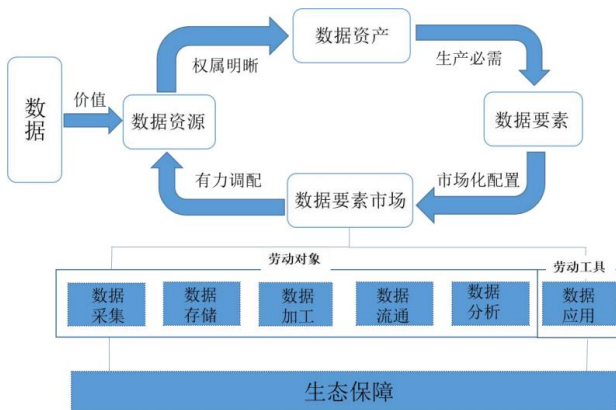 数据资产
权属明晰
生产必需
数据
价值
数据资源
数据要素
有力调配
市场化配置
数据要素市场
劳动对象
劳动工具
数据
采集
数据
存储
数据
加工
数据
流通
数据
分析
数据
应用
生态保障